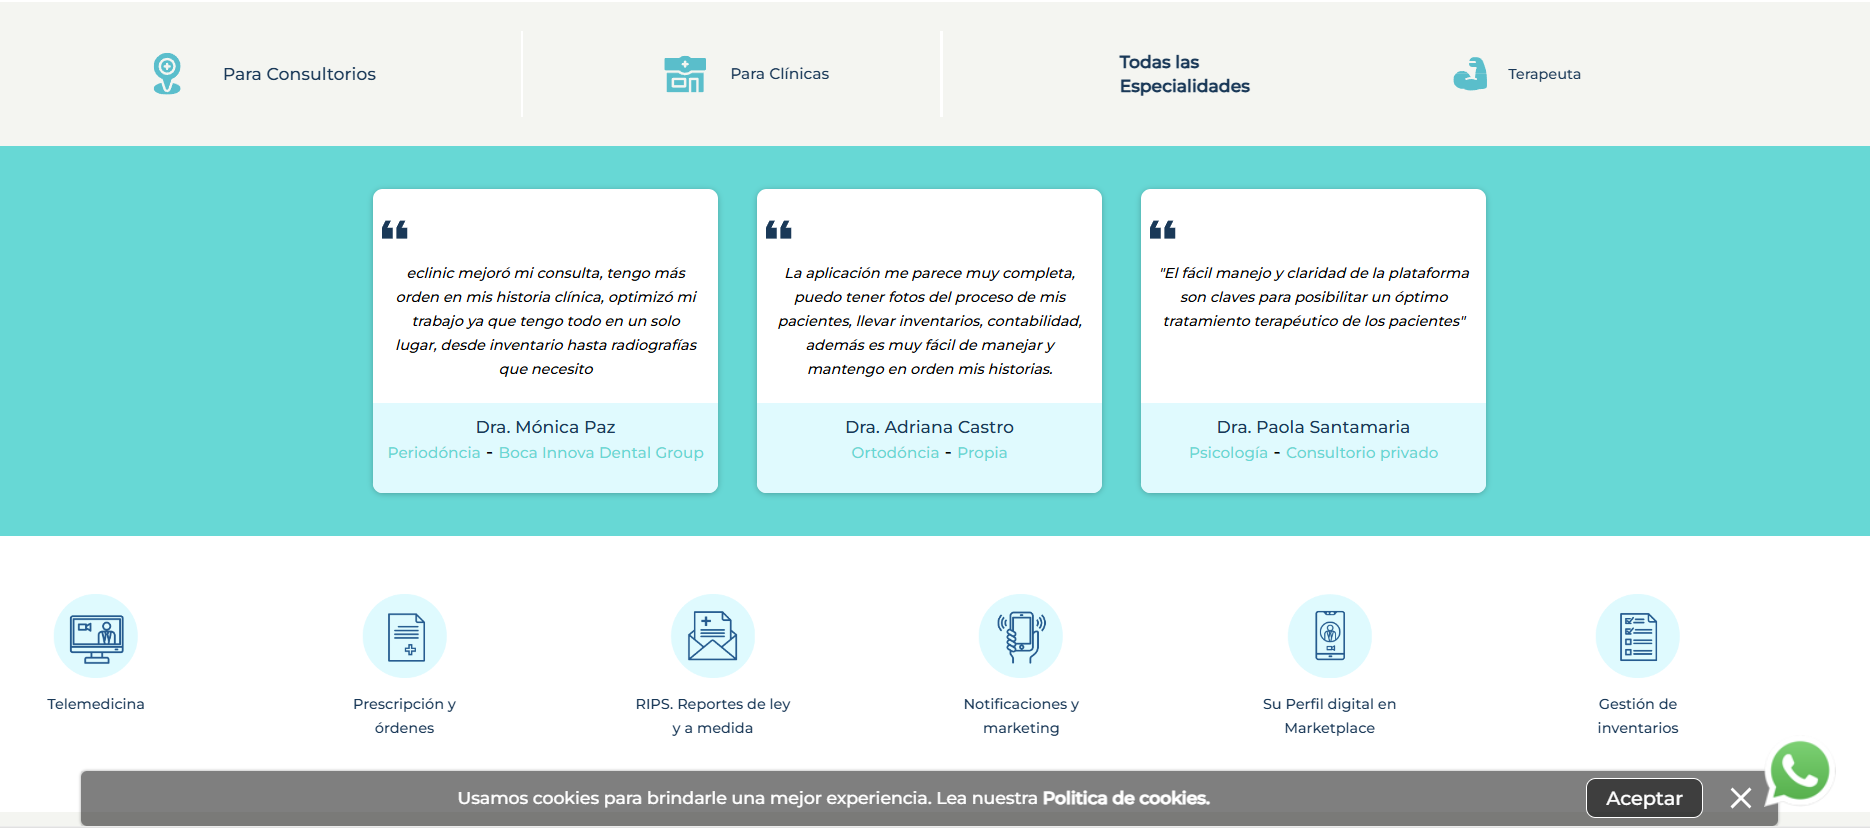 Para Consultorios
Para Clínicas
Todas las
Especialidades
Terapeuta
“
eclinic mejoró mi consulta, tengo más
orden en mis historia clínica, optimizó mi
trabajo ya que tengo todo en un solo
lugar, desde inventario hasta radiografías
que necesito
Dra. Mónica Paz
Periodóncia - Boca Innova Dental Group
“
La aplicación me parece muy completa,
puedo tener fotos del proceso de mis
pacientes, llevar inventarios, contabilidad,
además es muy fácil de manejar y
mantengo en orden mis historias.
Dra. Adriana Castro
Ortodóncia - Propia
“
"El fácil manejo y claridad de la plataforma
son claves para posibilitar un óptimo
tratamiento terapéutico de los pacientes"
Dra. Paola Santamaria
Psicología - Consultorio privado
Telemedicina
Prescripción y
órdenes
RIPS. Reportes de ley
y a medida
Notificaciones y
marketing
Su Perfil digital en
Marketplace
Gestión de
inventarios
Usamos cookies para brindarle una mejor experiencia. Lea nuestra Politica de cookies.
Aceptar